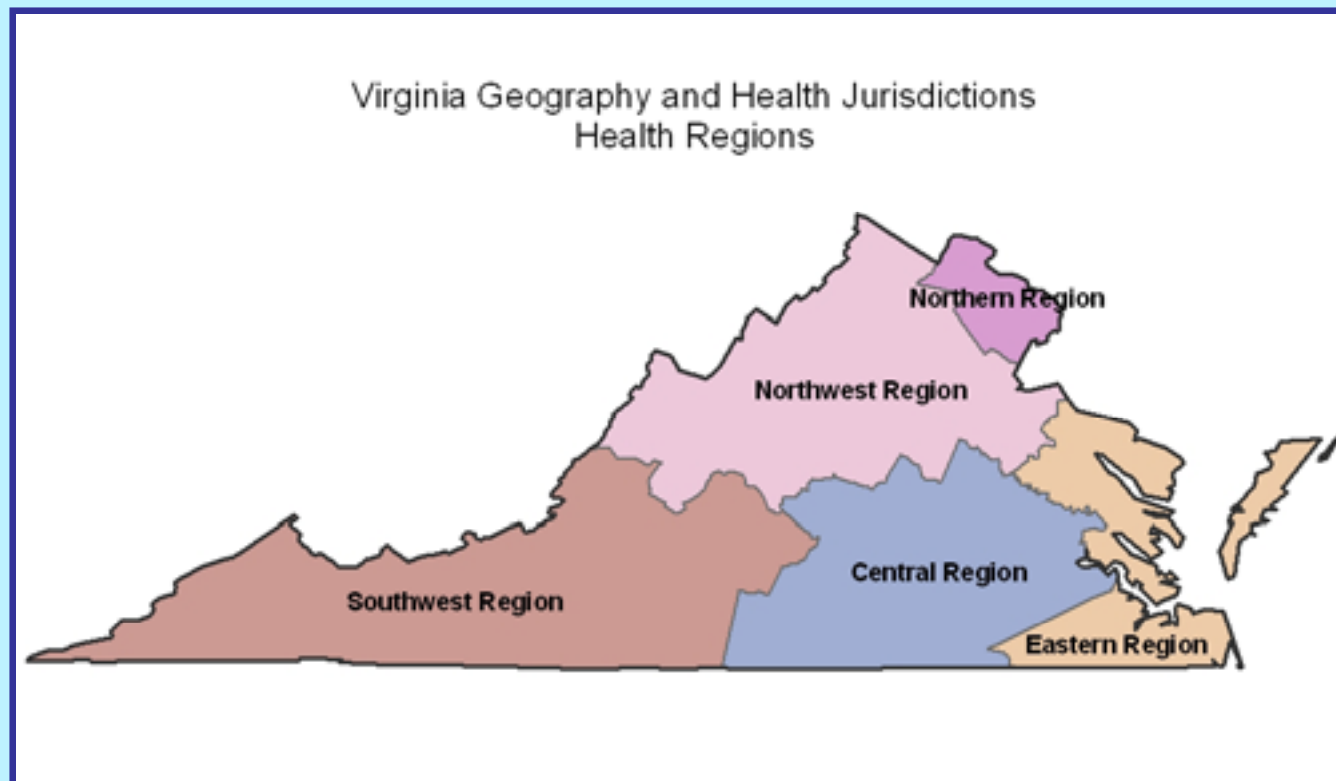 Virginia Geography and Health Jurisdictions
Health Regions
Northern Region
Northwest Region
Central Region
Southwest Region
Eastern Region